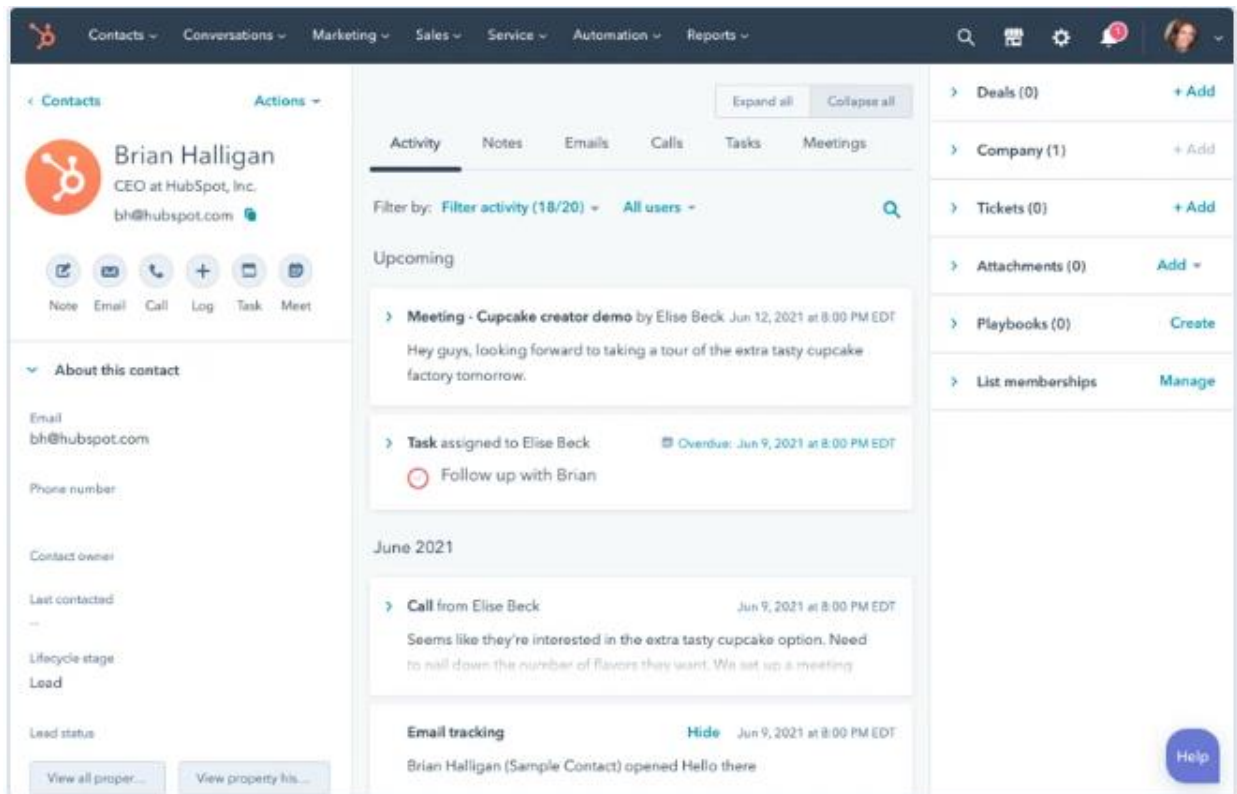 Contacts Conversations Marketing Sales Service Automation Reports
1
Contacts
Actions
Brian Halligan
CEO at HubSpot, Inc.
bh@hubspot.com
Note Email Call Log Task Meet
About this contact
Email
bh@hubspot.com
Phone number
Contact owner
Last contacted
--
Lifecycle stage
Lead
Lead status
View all proper...
View property his...
Expand all
Collapse all
Activity Notes Emails Calls Tasks Meetings
Filter by: Filter activity (18/20) All users
Upcoming
Meeting - Cupcake creator demo by Elise Beck Jun 12, 2021 at 8:00 PM EDT
Hey guys, looking forward to taking a tour of the extra tasty cupcake
factory tomorrow.
Task assigned to Elise Beck Overdue: Jun 9, 2021 at 8:00 PM EDT
Follow up with Brian
June 2021
Call from Elise Beck Jun 9, 2021 at 8:00 PM EDT
Seems like they're interested in the extra tasty cupcake option. Need
to nail down the number of flavors they want. We set up a meeting
Email tracking Hide Jun 9, 2021 at 8:00 PM EDT
Brian Halligan (Sample Contact) opened Hello there
Deals (0) + Add
Company (1) + Add
Tickets (0) + Add
Attachments (0) Add
Playbooks (0) Create
List memberships Manage
Help